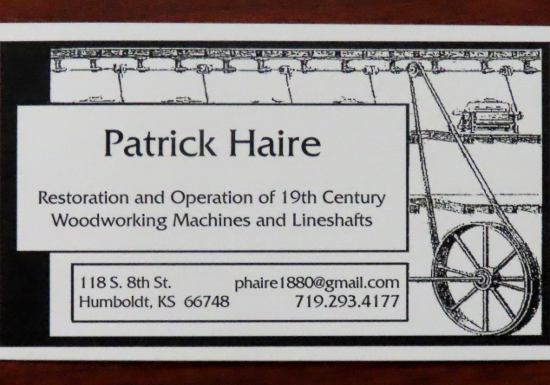 Patrick Haire
Restoration and Operation of 19th Century
Woodworking Machines and Lineshafts
118 S. 8th St.
Humboldt, KS 66748
phaire1880@gmail.com
719.293.4177